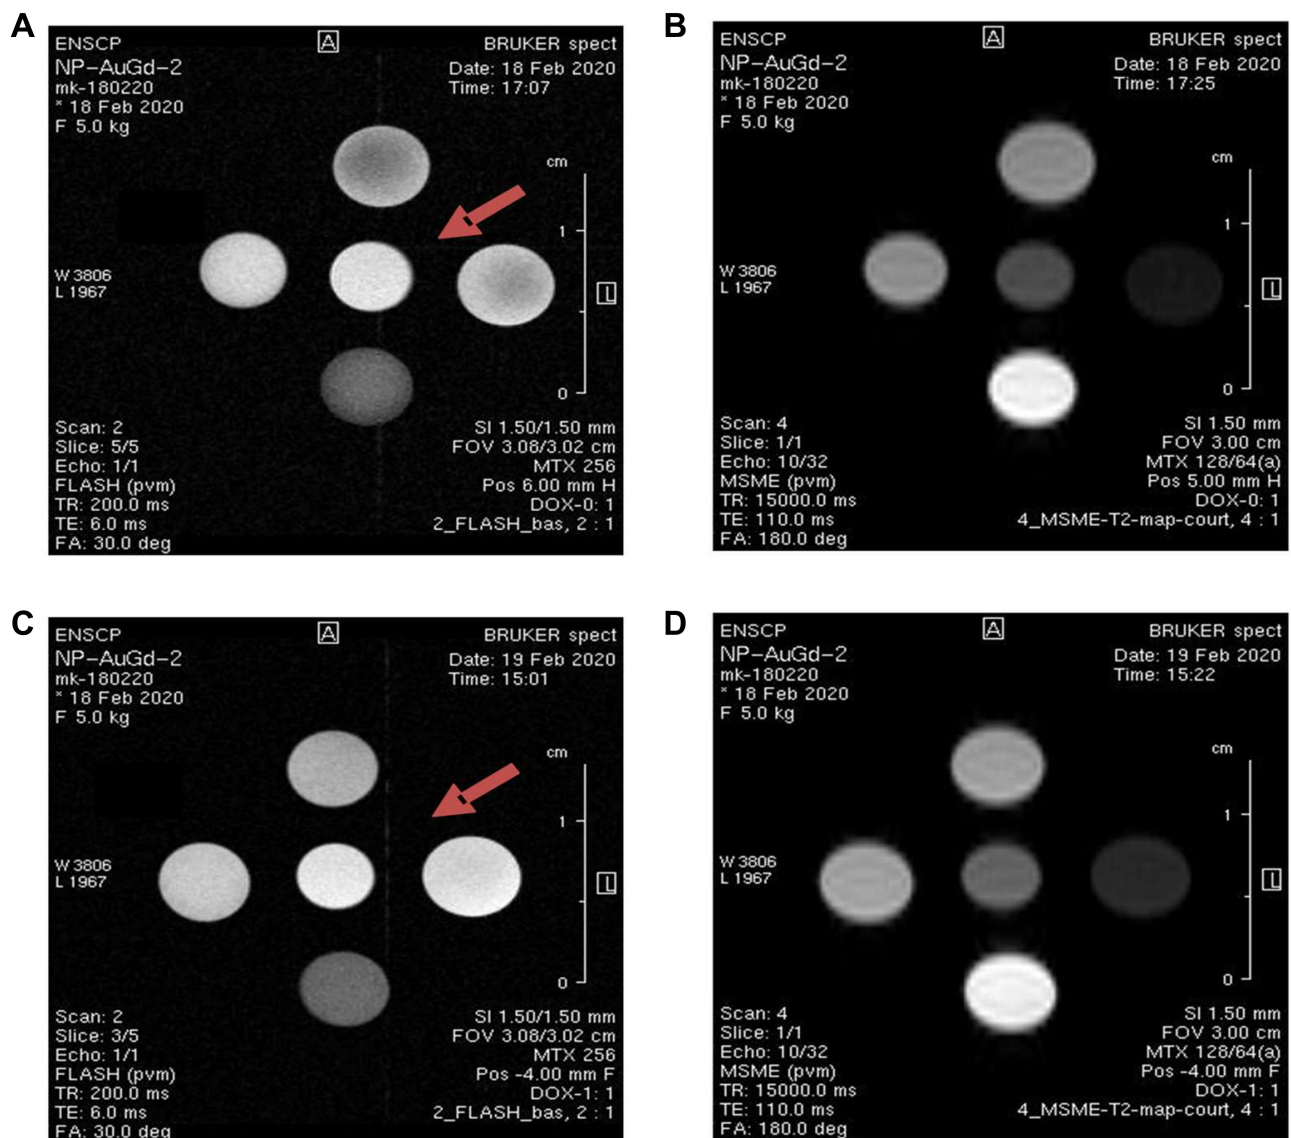 A
ENSCP
A
BRUKER spect
NP-AuGd-2
Date: 18 Feb 2020
mk-180220
Time: 17:07
* 18 Feb 2020
F 5.0 kg
cm
1
W 3806
L 1967
L
0
Scan: 2
SI 1.50/1.50 mm
Slice: 5/5
FOV 3.08/3.02 cm
Echo: 1/1
MTX 256
FLASH (pvm)
Pos 6.00 mm H
TR: 200.0 ms
DOX-0: 1
TE: 6.0 ms
2_FLASH_bas, 2 : 1
FA: 30.0 deg
B
ENSCP
A
BRUKER spect
NP-AuGd-2
Date: 18 Feb 2020
mk-180220
Time: 17:25
* 18 Feb 2020
F 5.0 kg
cm
1
W 3806
L 1967
L
0
Scan: 4
SI 1.50 mm
Slice: 1/1
FOV 3.00 cm
Echo: 10/32
MTX 128/64(a)
MSME (pvm)
Pos 5.00 mm H
TR: 15000.0 ms
DOX-0: 1
TE: 110.0 ms
4_MSME-T2-map-court, 4 : 1
FA: 180.0 deg
C
ENSCP
A
BRUKER spect
NP-AuGd-2
Date: 19 Feb 2020
mk-180220
Time: 15:01
* 18 Feb 2020
F 5.0 kg
cm
1
W 3806
L 1967
L
0
Scan: 2
SI 1.50/1.50 mm
Slice: 3/5
FOV 3.08/3.02 cm
Echo: 1/1
MTX 256
FLASH (pvm)
Pos -4.00 mm F
TR: 200.0 ms
DOX-1: 1
TE: 6.0 ms
2_FLASH_bas, 2 : 1
FA: 30.0 deg
D
ENSCP
A
BRUKER spect
NP-AuGd-2
Date: 19 Feb 2020
mk-180220
Time: 15:22
* 18 Feb 2020
F 5.0 kg
cm
1
W 3806
L 1967
L
0
Scan: 4
SI 1.50 mm
Slice: 1/1
FOV 3.00 cm
Echo: 10/32
MTX 128/64(a)
MSME (pvm)
Pos -4.00 mm F
TR: 15000.0 ms
DOX-1: 1
TE: 110.0 ms
4_MSME-T2-map-court, 4 : 1
FA: 180.0 deg